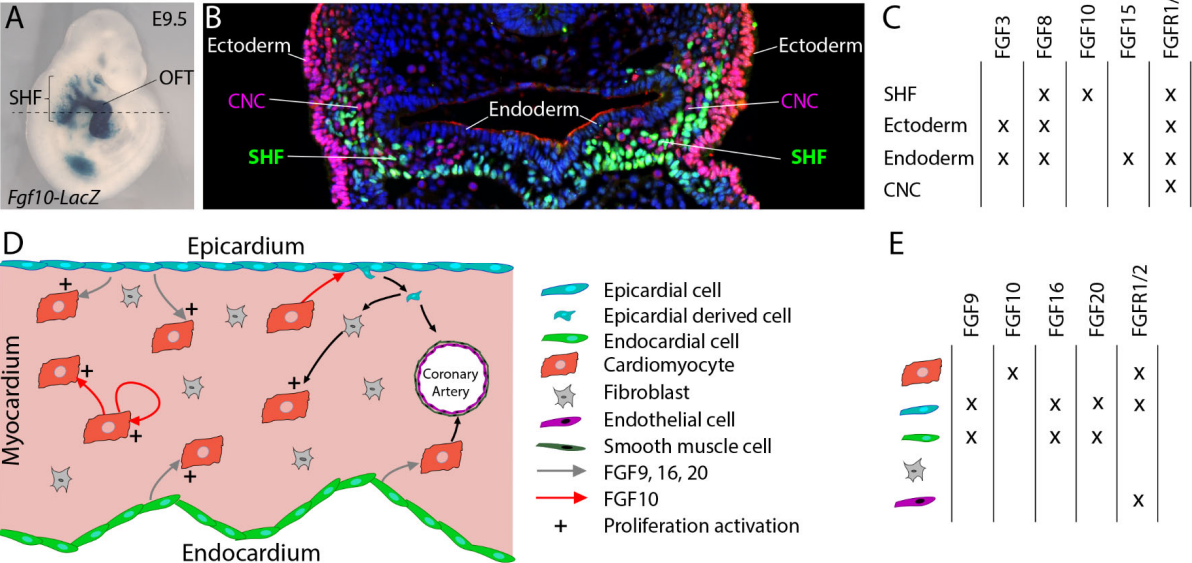 A
E9.5
OFT
SHF
Fgf10-LacZ
B
Ectoderm
Ectoderm
CNC
Endoderm
CNC
SHF
SHF
C
FGF3
FGF8
FGF10
FGF15
FGFR1/
SHF x x x
Ectoderm x x x
Endoderm x x x x
CNC x
D
Epicardium
Myocardium
+
+
+
+
+
+
Coronary
Artery
Endocardium
Epicardial cell
Epicardial derived cell
Endocardial cell
Cardiomyocyte
Fibroblast
Endothelial cell
Smooth muscle cell
FGF9, 16, 20
FGF10
+ Proliferation activation
E
FGF9
FGF10
FGF16
FGF20
FGFR1/2
x x
x x x x
x x x
x